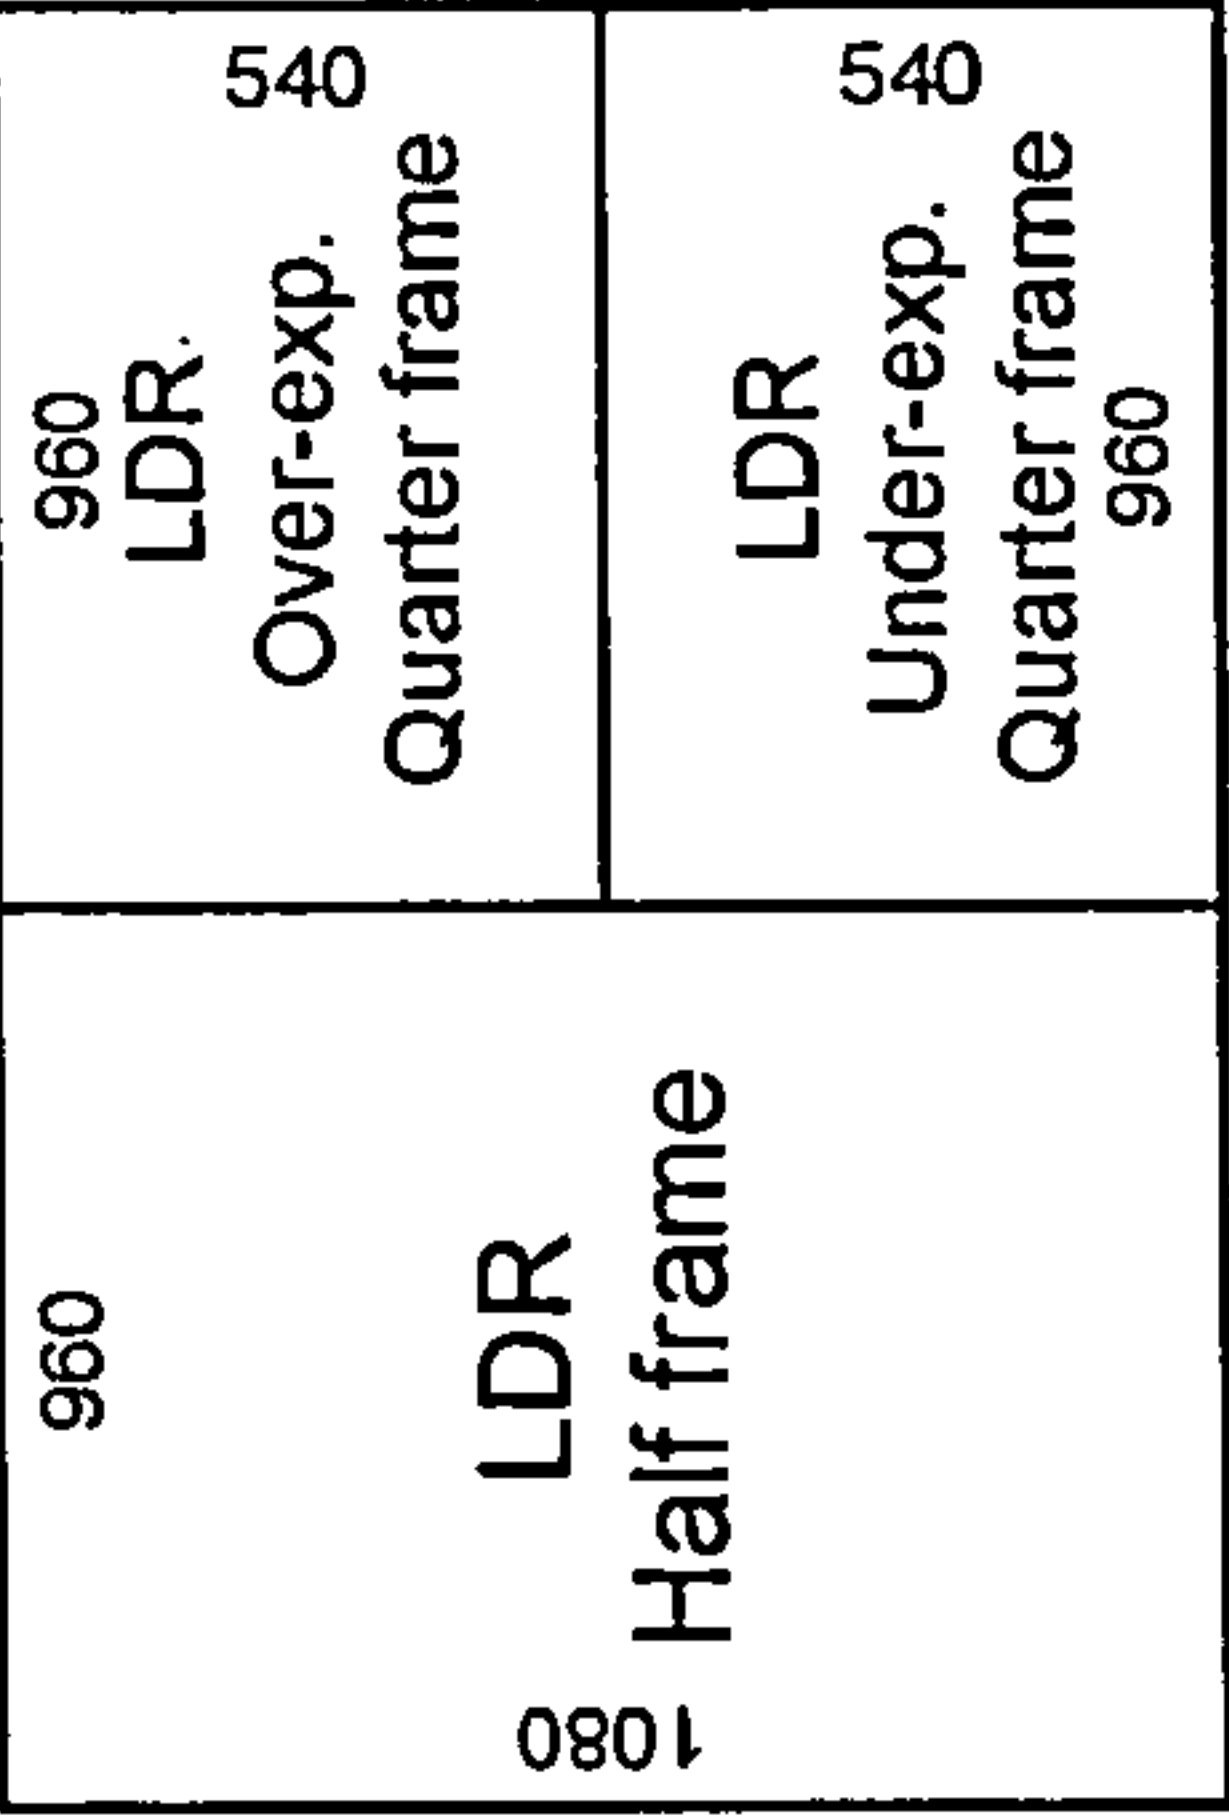 960
LDR
Half frame
1080
960
LDR.
Over-exp.
Quarter frame
540
LDR
Under-exp.
Quarter frame
960
540